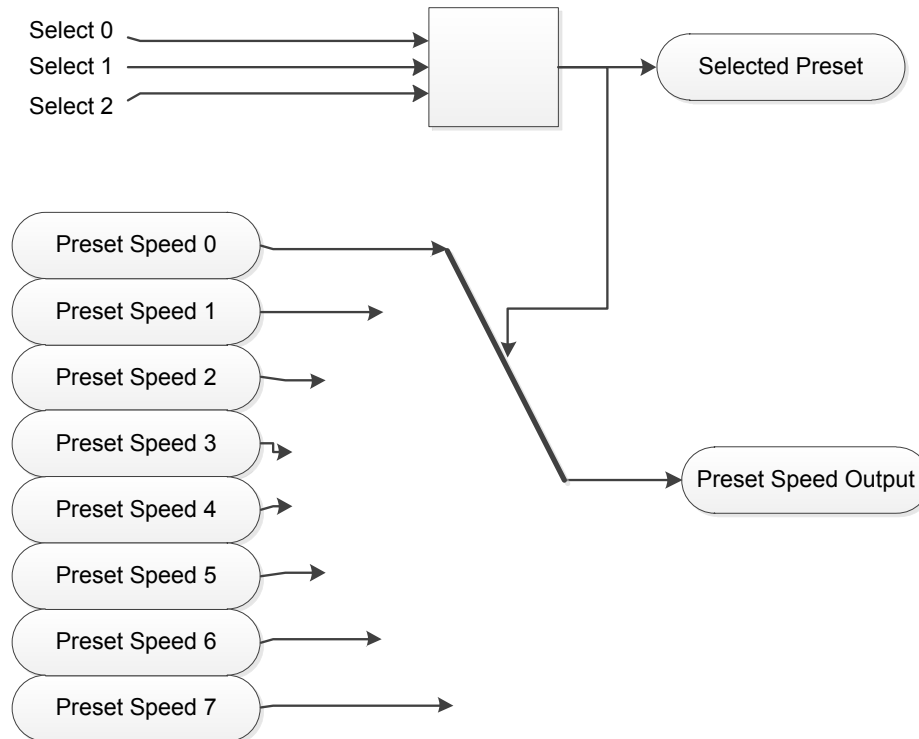 Select 0
Select 1
Select 2
Selected Preset
Preset Speed 0
Preset Speed 1
Preset Speed 2
Preset Speed 3
Preset Speed 4
Preset Speed 5
Preset Speed 6
Preset Speed 7
Preset Speed Output